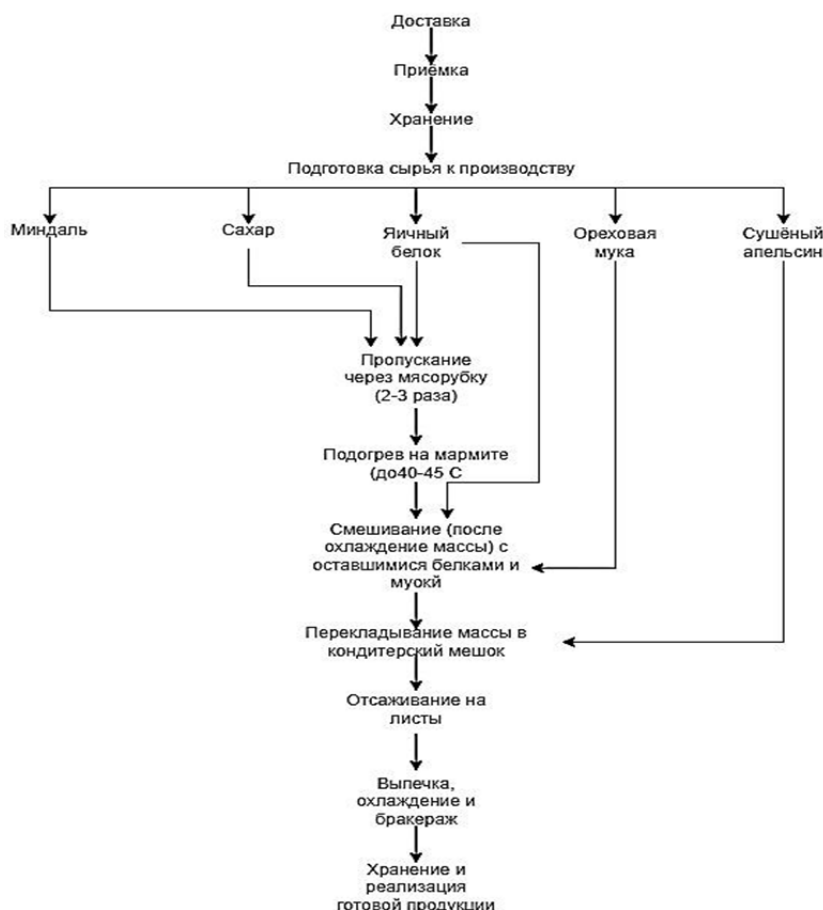 Доставка
Приёмка
Хранение
Подготовка сырья к производству
Миндаль
Сахар
Яичный
белок
Ореховая
мука
Сушёный
апельсин
Пропускание
через мясорубку
(2-3 раза)
Подогрев на мармите
(до40-45 С
Смешивание (после
охлаждение массы) с
оставшимися белками и
муокй
Перекладывание массы в
кондитерский мешок
Отсаживание на
листы
Выпечка,
охлаждение и
бракераж
Хранение и
реализация
готовой продукции